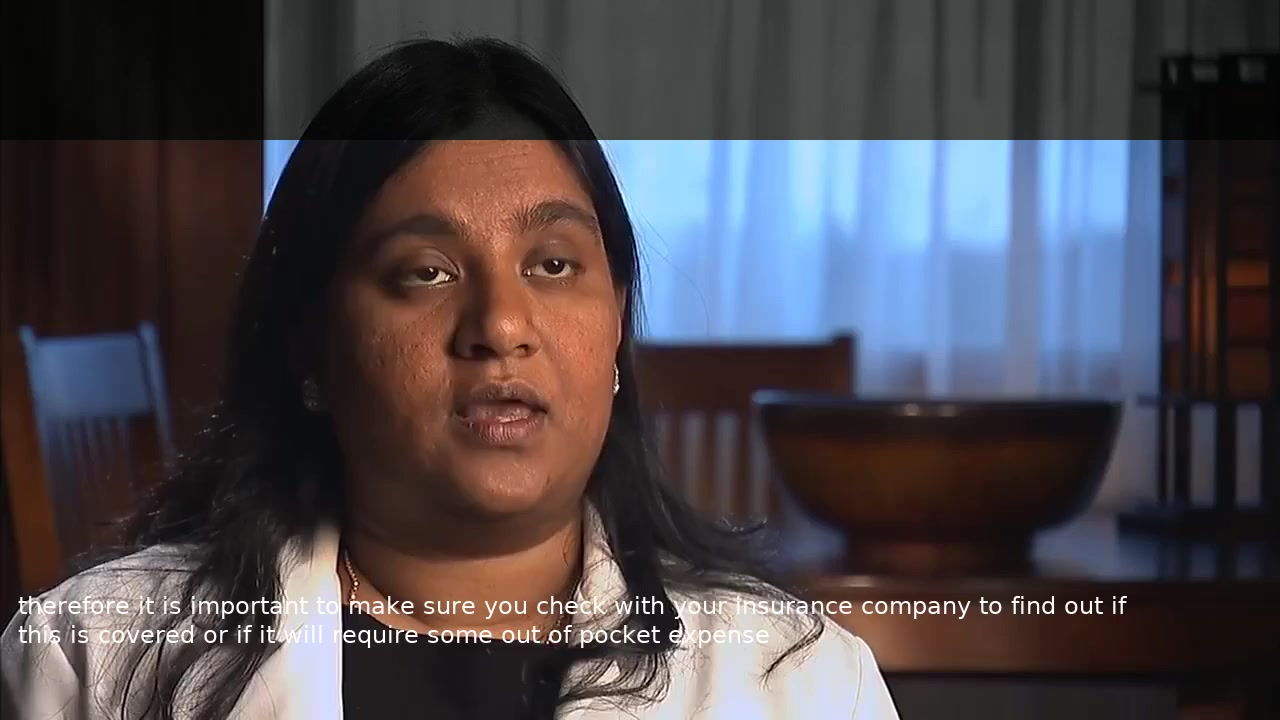 therefore it is important to make sure you check with your insurance company to find out if
this is covered or if it will require some out of pocket expense